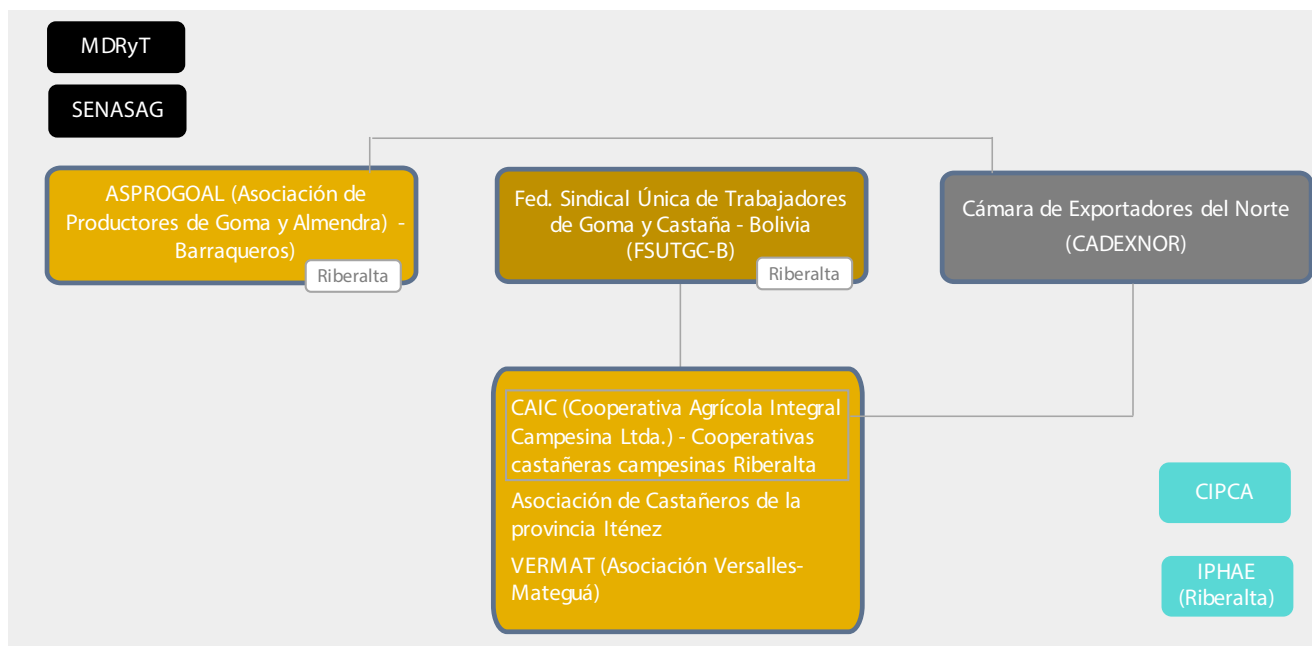 MDRyT
SENASAG
ASPROGOAL (Asociación de
Productores de Goma y Almendra) -
Barraqueros)
Riberalta
Fed. Sindical Única de Trabajadores
de Goma y Castaña - Bolivia
(FSUTGC-B)
Riberalta
Cámara de Exportadores del Norte
(CADEXNOR)
CAIC (Cooperativa Agrícola Integral
Campesina Ltda.) - Cooperativas
castañeras campesinas Riberalta
Asociación de Castañeros de la
provincia Iténez
VERMAT (Asociación Versalles-
Mateguá)
CIPCA
IPHAE
(Riberalta)